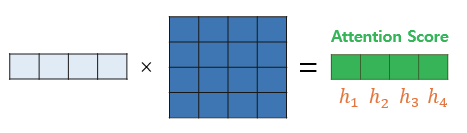 Attention Score
× =
h₁ h₂ h₃ h₄